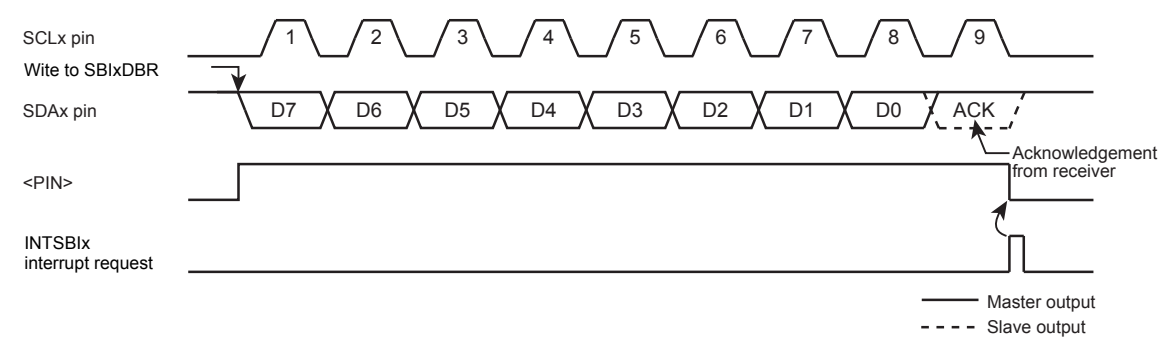 SCLx pin
1 2 3 4 5 6 7 8 9
Wite to SBIxDBR
SDAx pin
D7 D6 D5 D4 D3 D2 D1 D0 ACK
Acknowledgement
from receiver
<PIN>
INTSBIx
interrupt request
Master output
Slave output